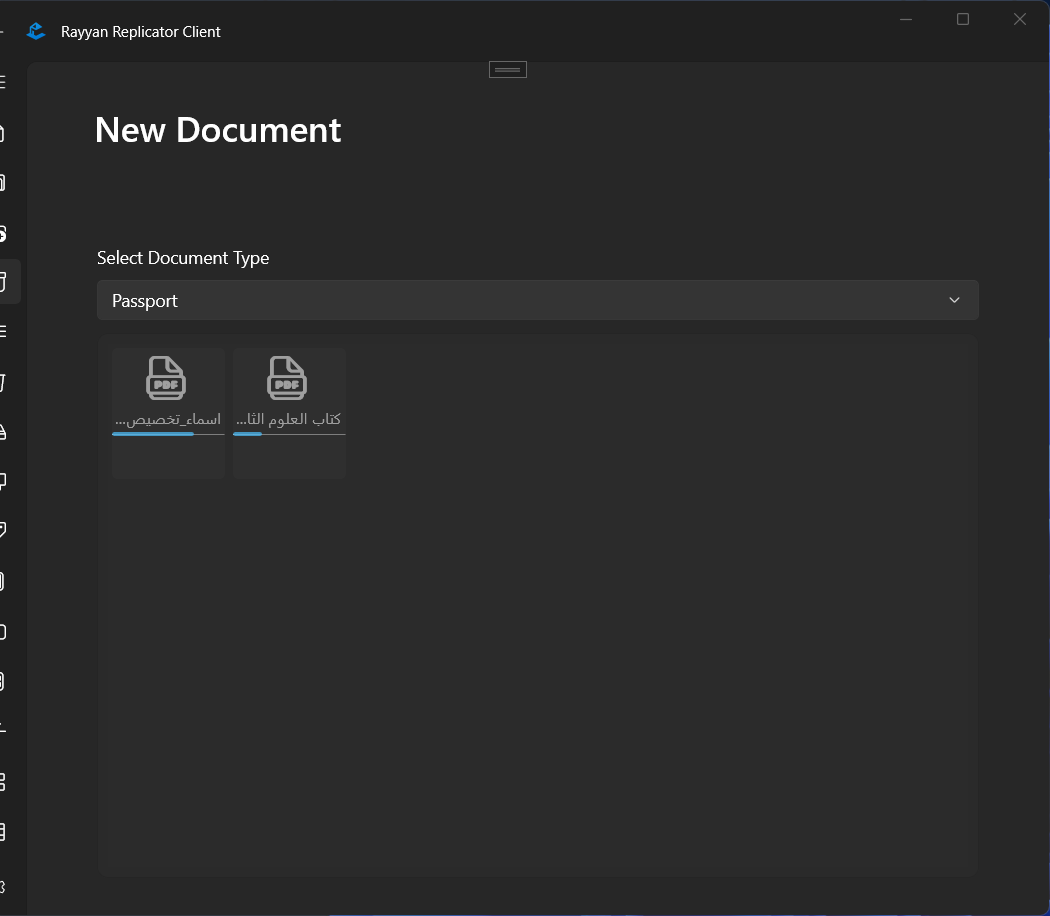 Rayyan Replicator Client
New Document
Select Document Type
Passport
PDF
PDF
اسماء_تخصيص...
كتاب العلوم الثا...